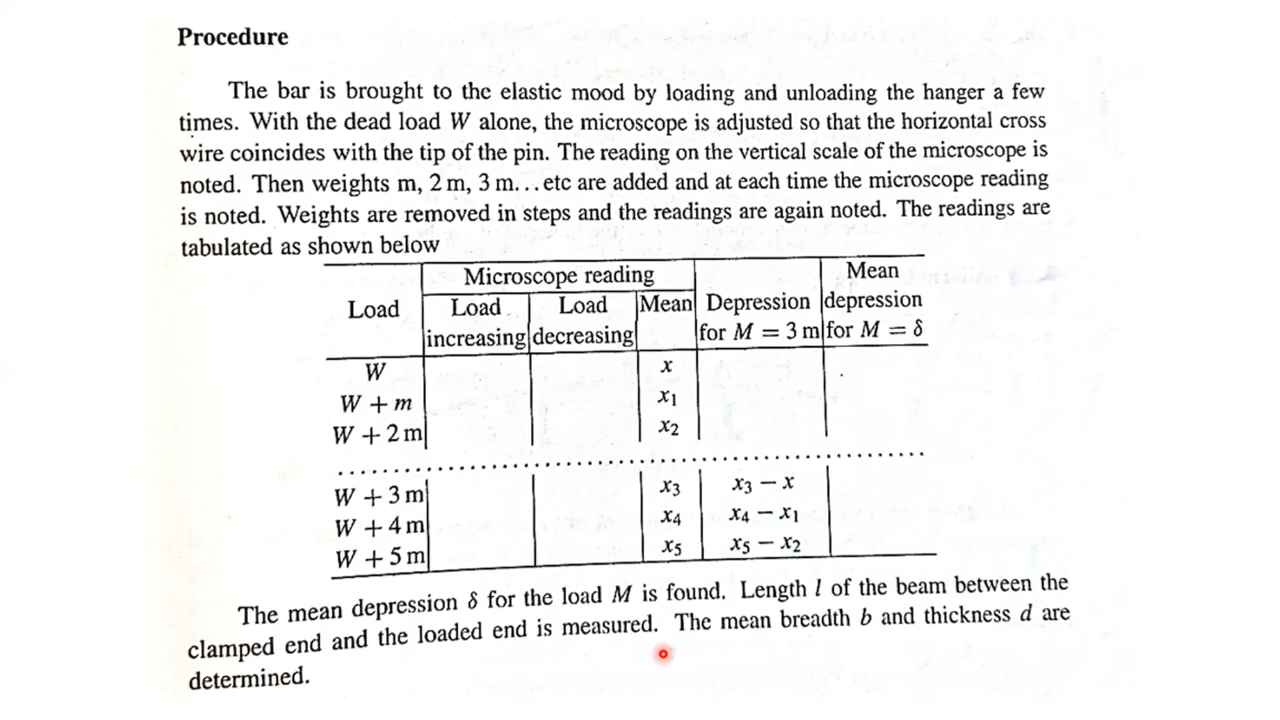 Procedure
The bar is brought to the elastic mood by loading and unloading the hanger a few
times. With the dead load W alone, the microscope is adjusted so that the horizontal cross
wire coincides with the tip of the pin. The reading on the vertical scale of the microscope is
noted. Then weights m, 2 m, 3 m... etc are added and at each time the microscope reading
is noted. Weights are removed in steps and the readings are again noted. The readings are
tabulated as shown below
Microscope reading Mean
Load Load Load Mean Depression depression
increasing decreasing for M = 3 m for M = δ
W x
W + m x₁
W + 2 m x₂
W + 3 m x₃ x₃ − x
W + 4 m x₄ x₄ − x₁
W + 5 m x₅ x₅ − x₂
The mean depression δ for the load M is found. Length l of the beam between the
clamped end and the loaded end is measured. The mean breadth b and thickness d are
determined.